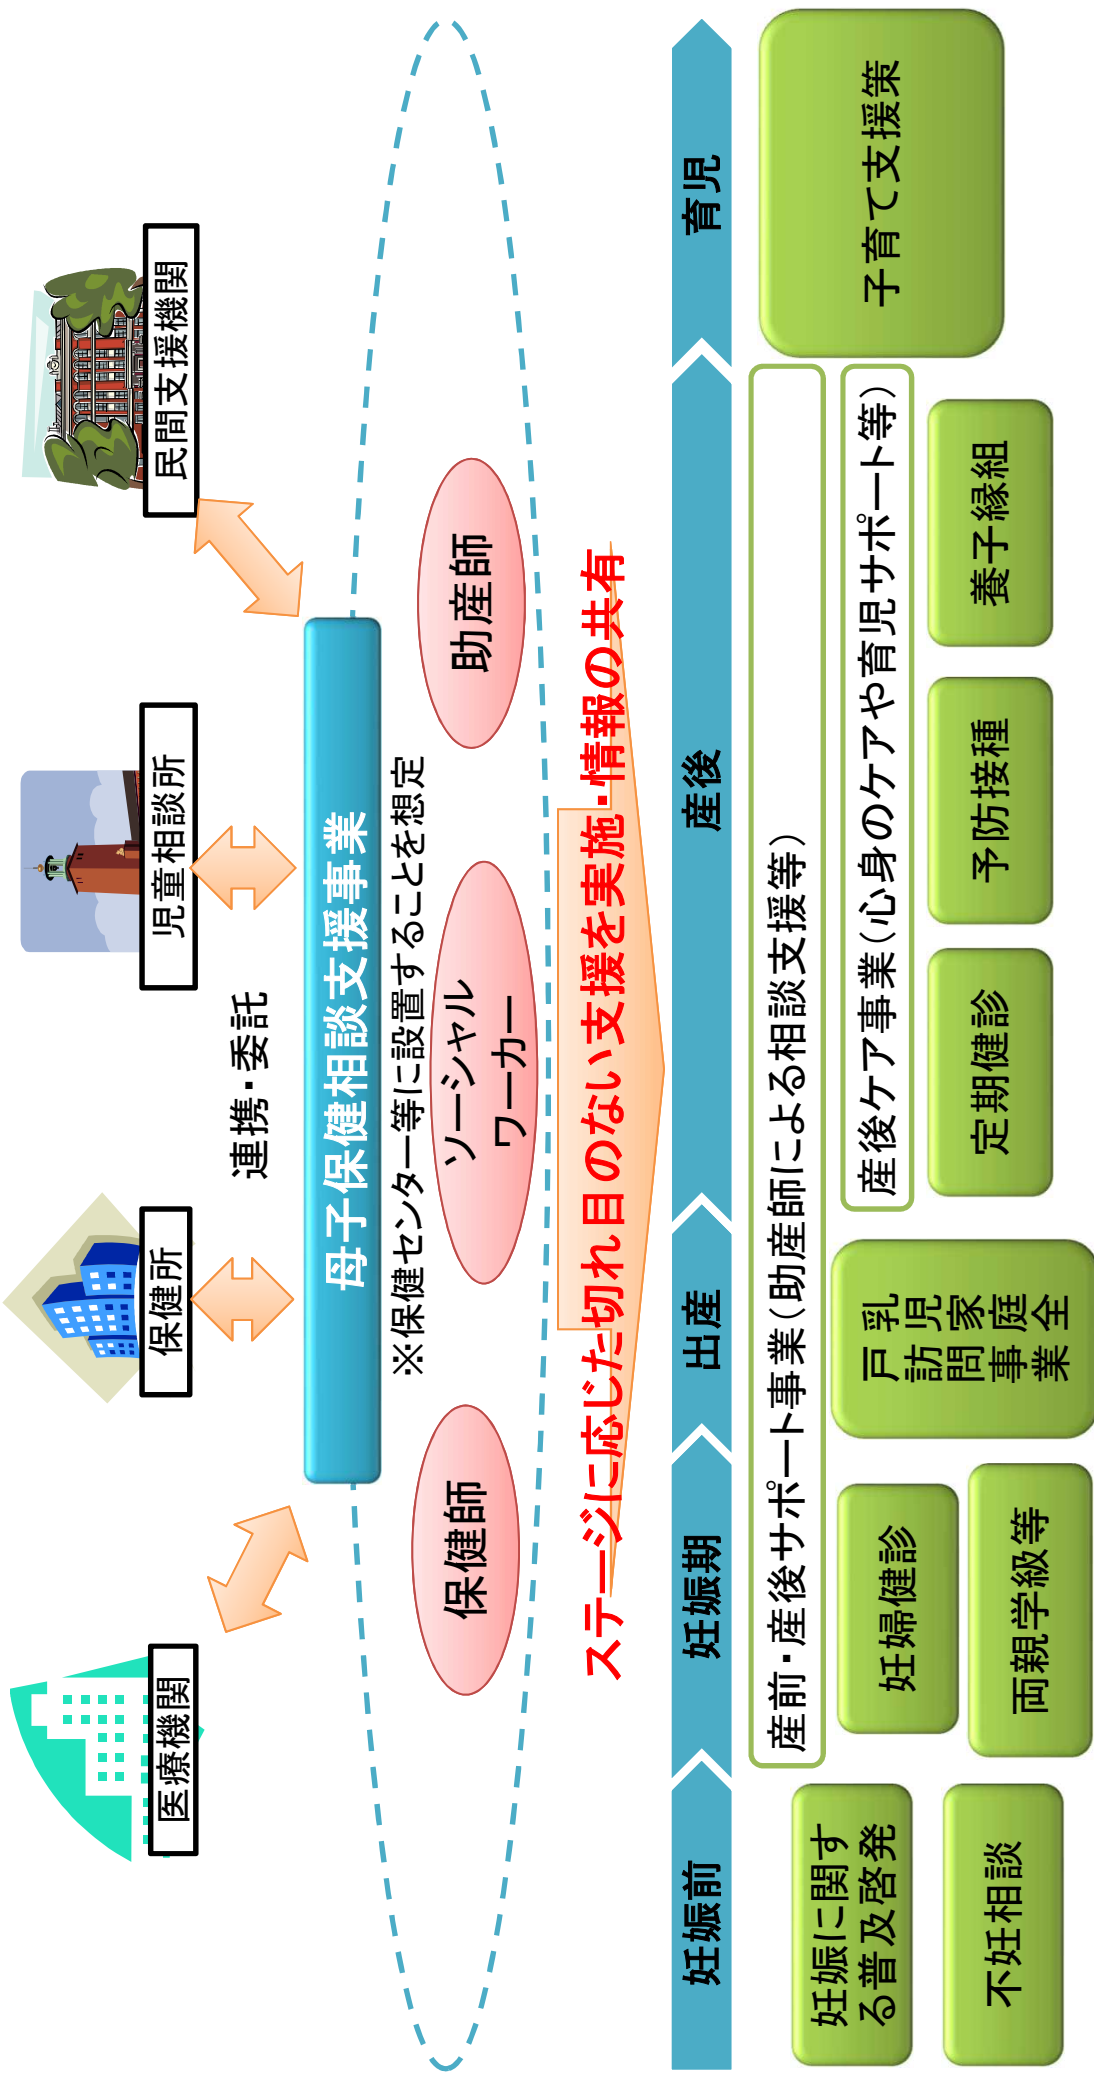 医療機関
保健所
児童相談所
民間支援機関
連携・委託
母子保健相談支援事業
※保健センター等に設置することを想定
保健師
ソーシャル
ワーカー
助産師
ステージに応じた切れ目のない支援を実施・情報の共有
妊娠前
妊娠期
出産
産後
育児
産前・産後サポート事業(助産師による相談支援等)
産後ケア事業(心身のケアや育児サポート等)
妊娠に関す
る普及啓発
不妊相談
妊婦健診
両親学級等
乳児家庭全
戸訪問事業
定期健診
予防接種
養子縁組
子育て支援策